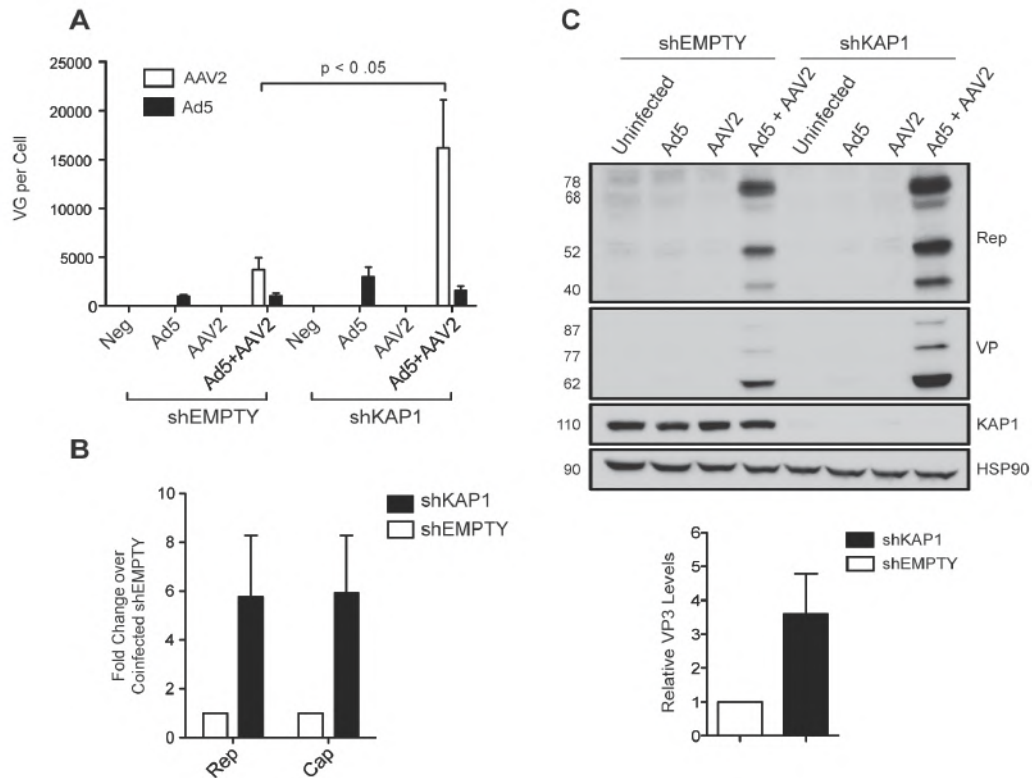 A
25000
20000
15000
10000
5000
0
VG per Cell
AAV2
Ad5
p < 0 .05
Neg
Ad5
AAV2
Ad5+AAV2
Neg
Ad5
AAV2
Ad5+AAV2
shEMPTY
shKAP1
B
10
8
6
4
2
0
Fold Change over
Coinfected shEMPTY
shKAP1
shEMPTY
Rep
Cap
C
shEMPTY
shKAP1
Uninfected
Ad5
AAV2
Ad5 + AAV2
Uninfected
Ad5
AAV2
Ad5 + AAV2
78
68
52
40
Rep
87
77
62
VP
110
KAP1
90
HSP90
6
5
4
3
2
1
0
Relative VP3 Levels
shKAP1
shEMPTY